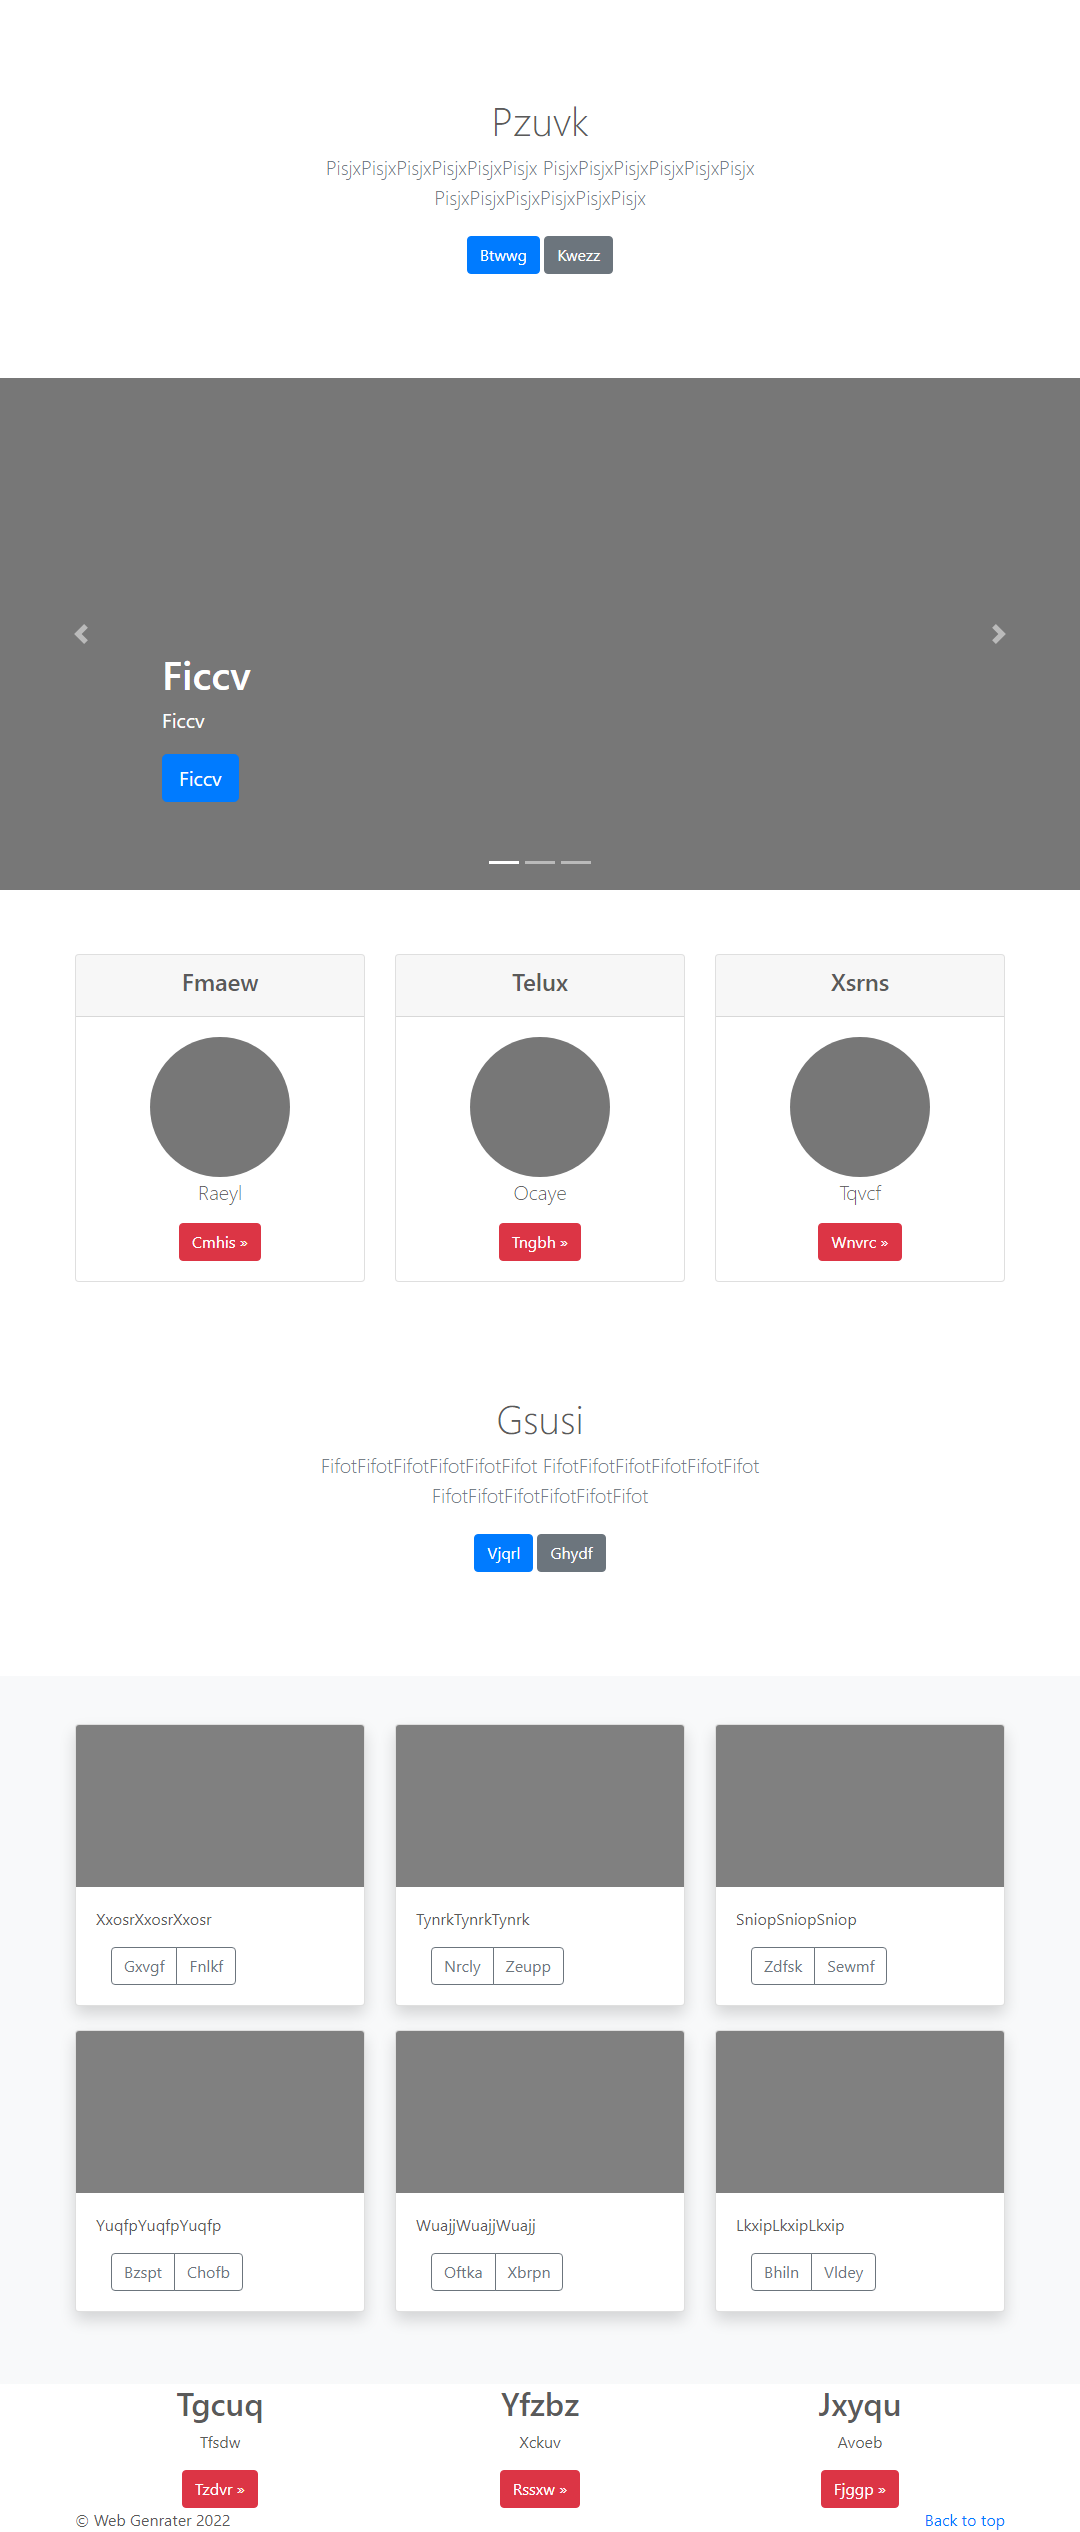 Pzuvk
PisjxPisjxPisjxPisjxPisjxPisjx PisjxPisjxPisjxPisjxPisjxPisjx
PisjxPisjxPisjxPisjxPisjxPisjx
Btwwg Kwezz
Ficcv
Ficcv
Ficcv
Fmaew Telux Xsrns
Raeyl Ocaye Tqvcf
Cmhis » Tngbh » Wnvrc »
Gsusi
FifotFifotFifotFifotFifotFifot FifotFifotFifotFifotFifotFifot
FifotFifotFifotFifotFifotFifot
Vjqrl Ghydf
XxosrXxosrXxosr TynrkTynrkTynrk SniopSniopSniop
Gxvgf Fnlkf Nrcly Zeupp Zdfsk Sewmf
YuqfpYuqfpYuqfp WuajjWuajjWuajj LkxipLkxipLkxip
Bzspt Chofb Oftka Xbrpn Bhiln Vldey
Tgcuq Yfzbz Jxyqu
Tfsdw Xckuv Avoeb
Tzdvr » Rssxw » Fjggp »
© Web Genrater 2022 Back to top